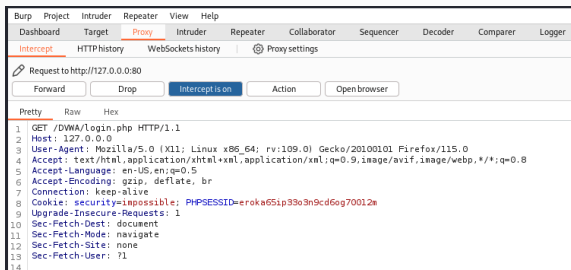 Burp Project Intruder Repeater View Help
Dashboard Target Proxy Intruder Repeater Collaborator Sequencer Decoder Comparer Logger
Intercept HTTP history WebSockets history Proxy settings
Request to http://127.0.0.0:80
Forward Drop Intercept is on Action Open browser
Pretty Raw Hex
1 GET /DVWA/login.php HTTP/1.1
2 Host: 127.0.0.0
3 User-Agent: Mozilla/5.0 (X11; Linux x86_64; rv:109.0) Gecko/20100101 Firefox/115.0
4 Accept: text/html,application/xhtml+xml,application/xml;q=0.9,image/avif,image/webp,*/*;q=0.8
5 Accept-Language: en-US,en;q=0.5
6 Accept-Encoding: gzip, deflate, br
7 Connection: keep-alive
8 Cookie: security=impossible; PHPSESSID=eroka65ip33o3n9cd6og70012m
9 Upgrade-Insecure-Requests: 1
10 Sec-Fetch-Dest: document
11 Sec-Fetch-Mode: navigate
12 Sec-Fetch-Site: none
13 Sec-Fetch-User: ?1
14